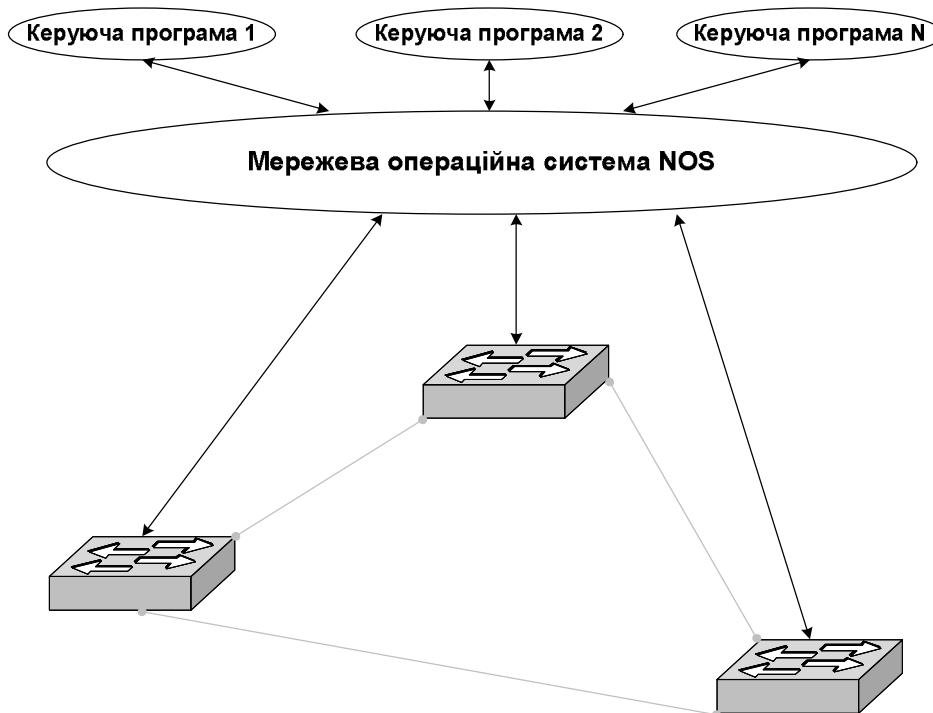 Керуюча програма 1
Керуюча програма 2
Керуюча програма N
Мережева операційна система NOS